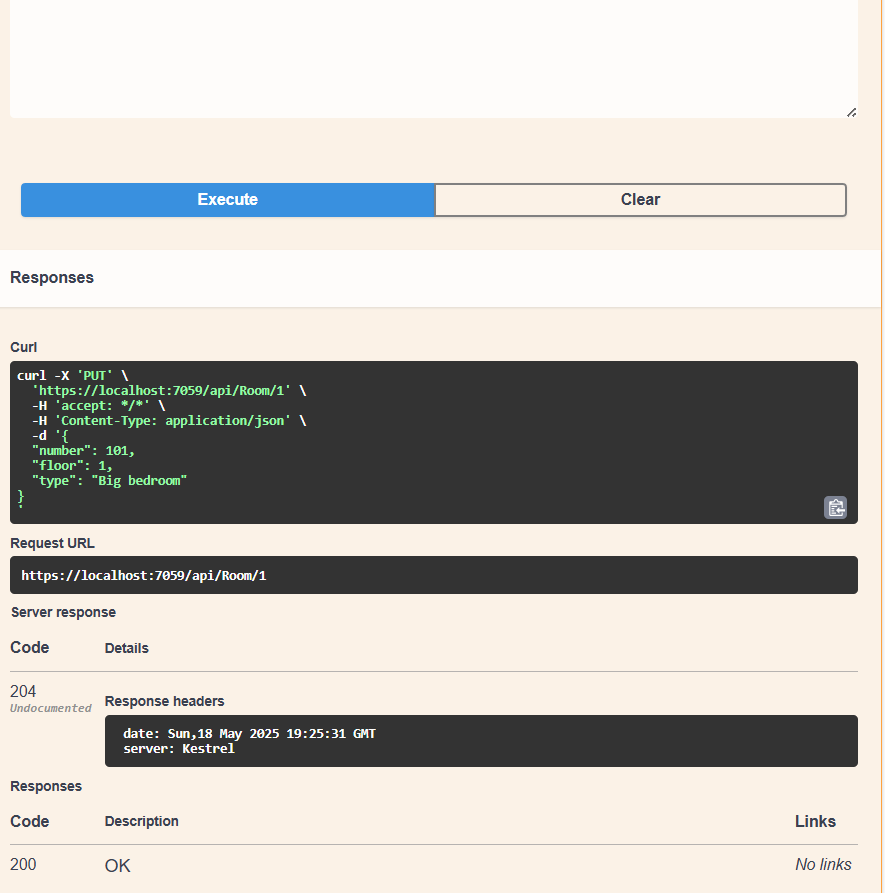 Execute
Clear
Responses
Curl
curl -X 'PUT' \
  'https://localhost:7059/api/Room/1' \
  -H 'accept: */*' \
  -H 'Content-Type: application/json' \
  -d '{
  "number": 101,
  "floor": 1,
  "type": "Big bedroom"
}
'
Request URL
https://localhost:7059/api/Room/1
Server response
Code Details
204
Undocumented
Response headers
date: Sun,18 May 2025 19:25:31 GMT
server: Kestrel
Responses
Code Description Links
200 OK No links